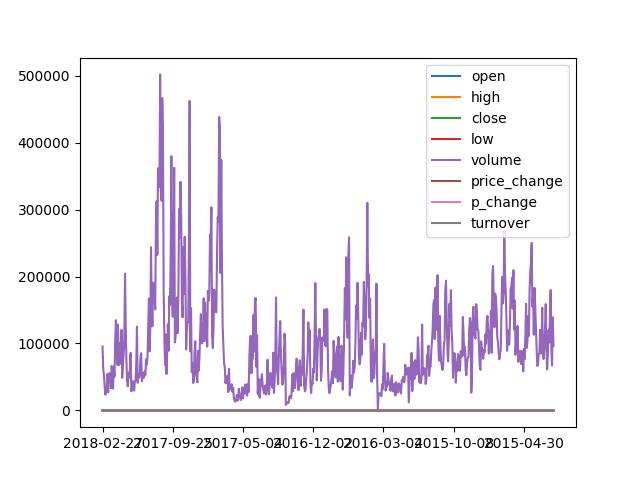 500000
400000
300000
200000
100000
0
open
high
close
low
volume
price_change
p_change
turnover
2018-02-27
2017-09-25
2017-05-04
2016-12-02
2016-03-04
2015-10-08
2015-04-30